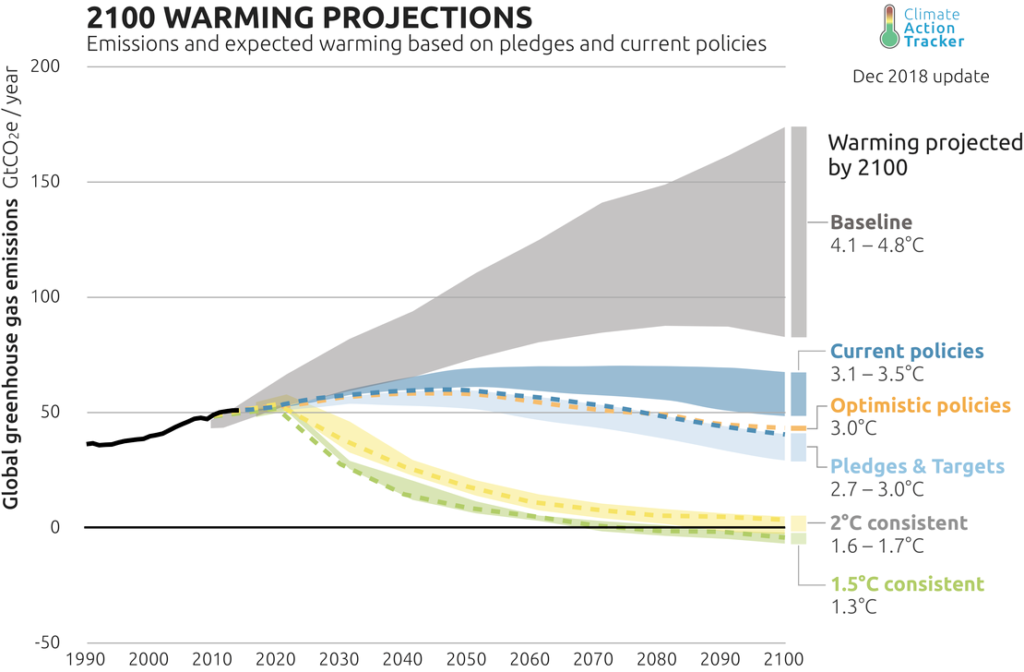 2100 WARMING PROJECTIONS
Emissions and expected warming based on pledges and current policies
Climate
Action
Tracker
Dec 2018 update
Global greenhouse gas emissions GtCO2e / year
200
150
100
50
0
-50
1990 2000 2010 2020 2030 2040 2050 2060 2070 2080 2090 2100
Warming projected
by 2100
Baseline
4.1 – 4.8°C
Current policies
3.1 – 3.5°C
Optimistic policies
3.0°C
Pledges & Targets
2.7 – 3.0°C
2°C consistent
1.6 – 1.7°C
1.5°C consistent
1.3°C